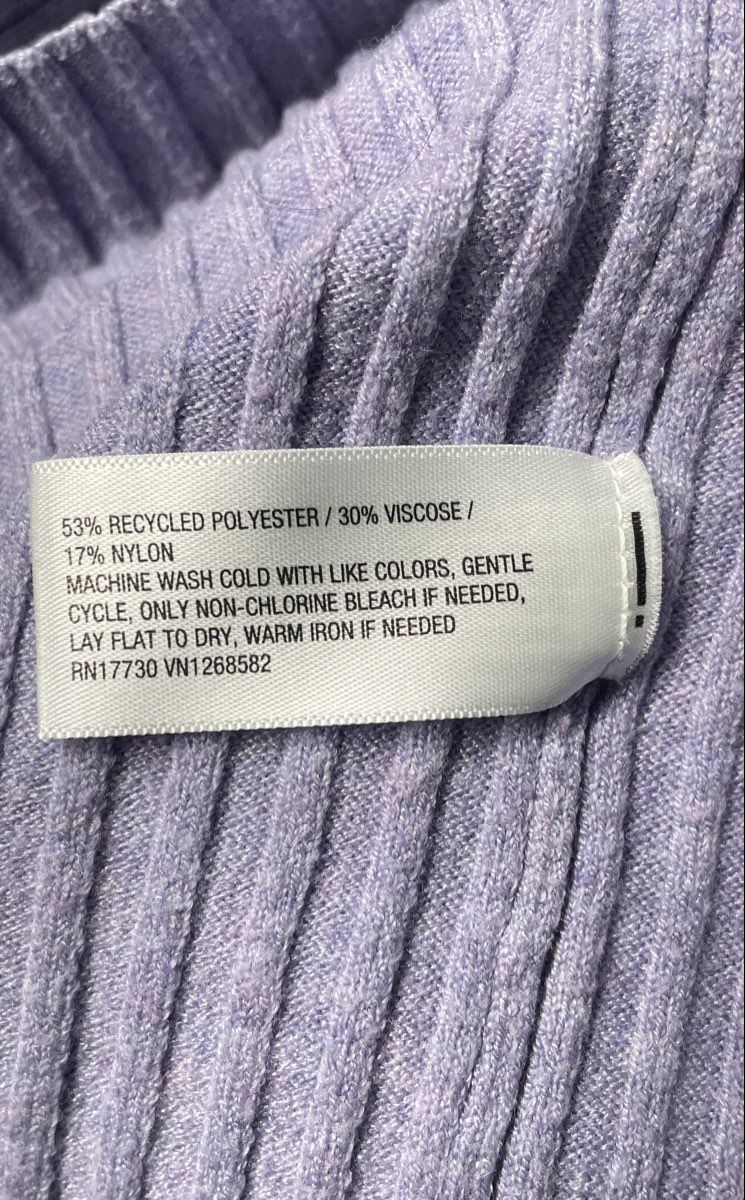 53% RECYCLED POLYESTER / 30% VISCOSE /
17% NYLON
MACHINE WASH COLD WITH LIKE COLORS, GENTLE
CYCLE, ONLY NON-CHLORINE BLEACH IF NEEDED,
LAY FLAT TO DRY, WARM IRON IF NEEDED
RN17730 VN1268582